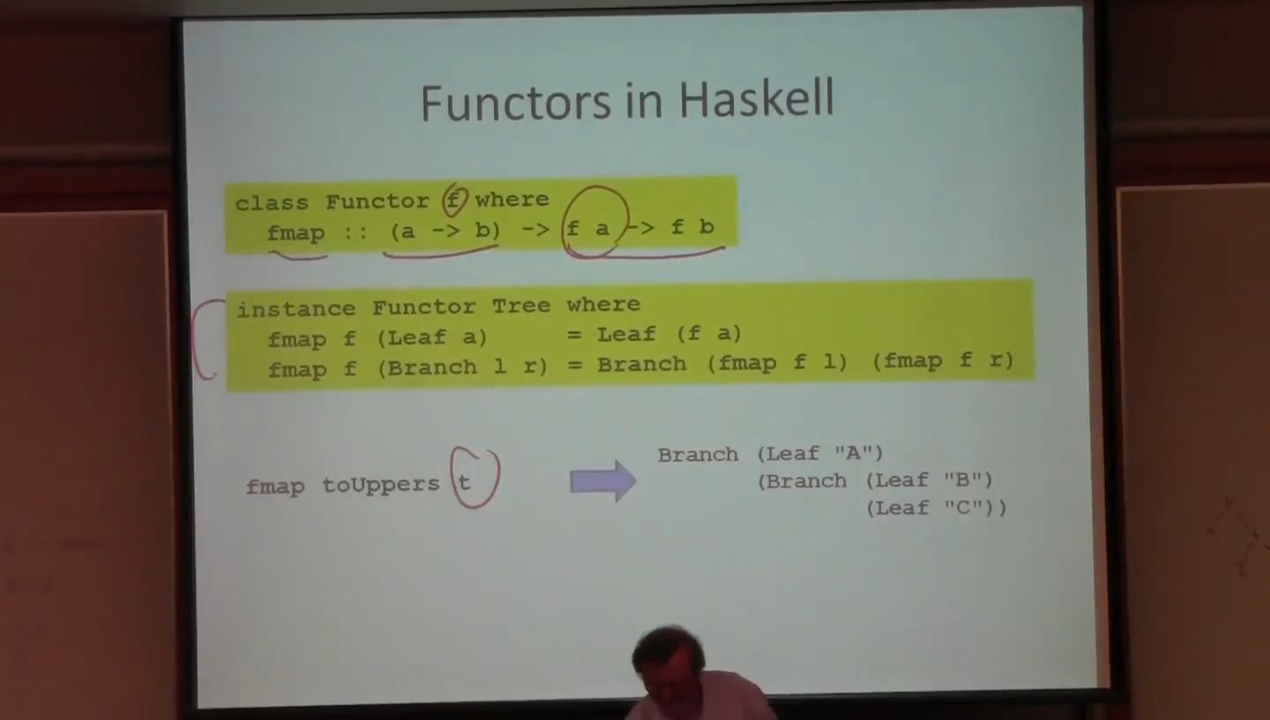 Functors in Haskell
class Functor f where
fmap :: (a -> b) -> f a -> f b
instance Functor Tree where
fmap f (Leaf a) = Leaf (f a)
fmap f (Branch l r) = Branch (fmap f l) (fmap f r)
fmap toUppers t
Branch (Leaf "A")
(Branch (Leaf "B")
(Leaf "C"))